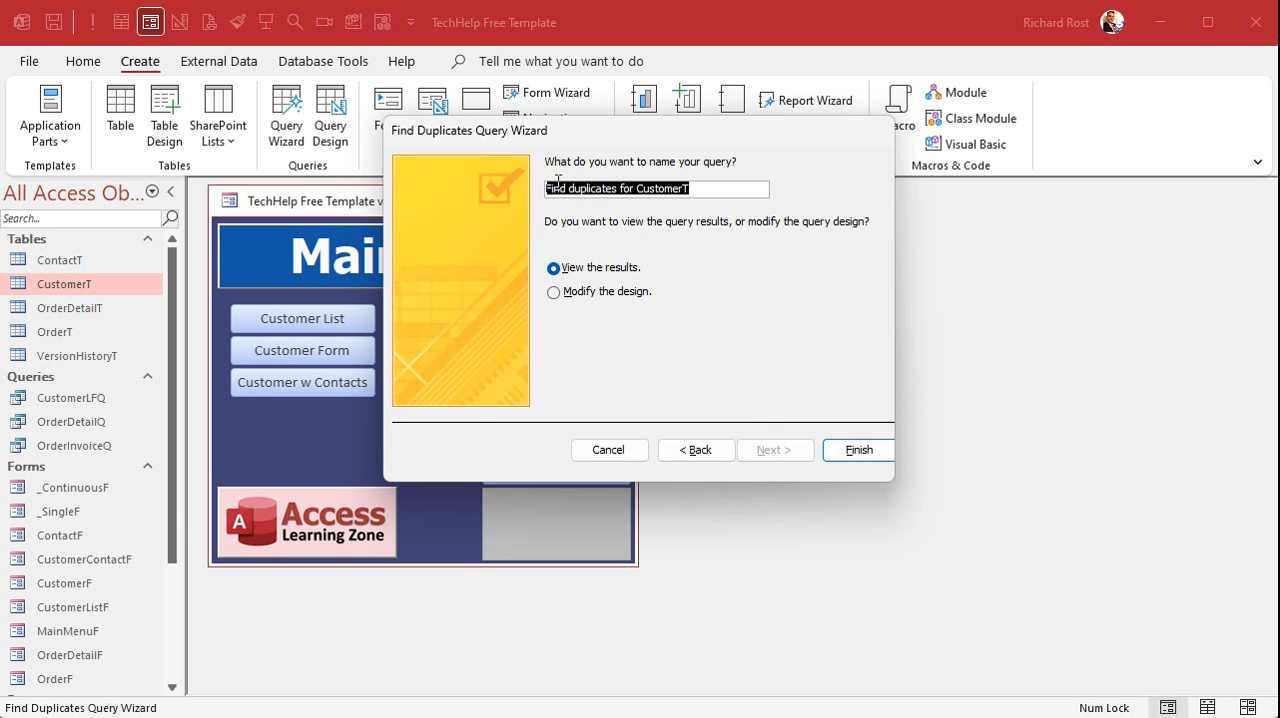 TechHelp Free Template
Richard Rost
File
Home
Create
External Data
Database Tools
Help
Tell me what you want to do
Application
Parts
Templates
Table
Table
Design
SharePoint
Lists
Tables
Query
Wizard
Query
Design
Queries
Form Wizard
Report Wizard
Module
Class Module
Visual Basic
Macros & Code
All Access Ob...
Search...
Tables
ContactT
CustomerT
OrderDetailT
OrderT
VersionHistoryT
Queries
CustomerLFQ
OrderDetailQ
OrderInvoiceQ
Forms
_ContinuousF
_SingleF
ContactF
CustomerContactF
CustomerF
CustomerListF
MainMenuF
OrderDetailF
OrderF
TechHelp Free Template v
Mai
Customer List
Customer Form
Customer w Contacts
A
Access
Learning Zone
Find Duplicates Query Wizard
What do you want to name your query?
Find duplicates for CustomerT
Do you want to view the query results, or modify the query design?
View the results.
Modify the design.
Cancel
< Back
Next >
Finish
Find Duplicates Query Wizard
Num Lock